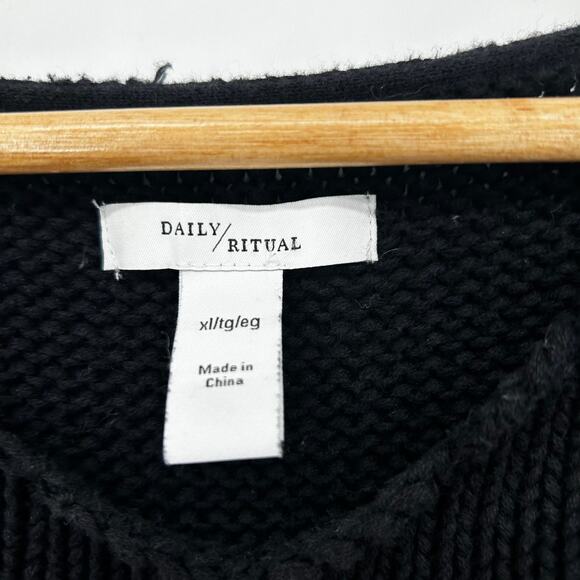 DAILY/
RITUAL
xl/tg/eg
Made in
China